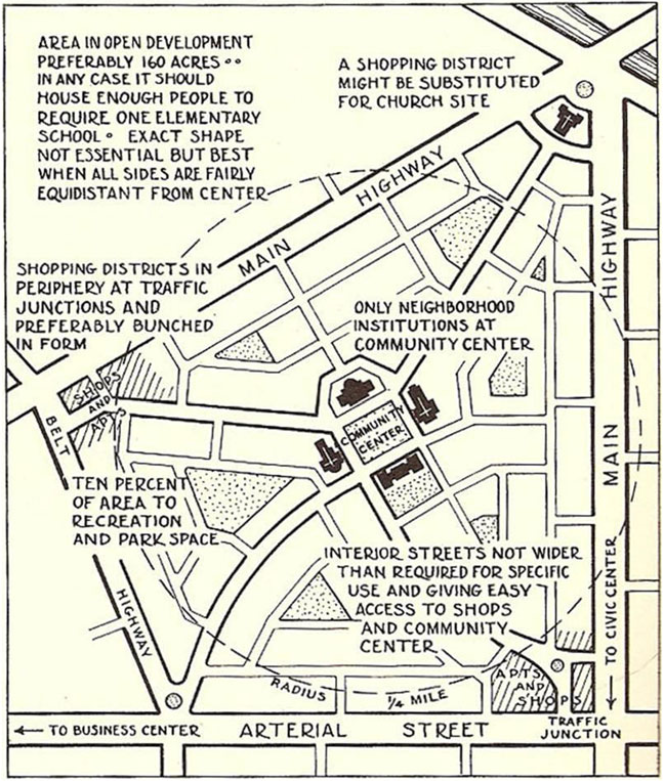 AREA IN OPEN DEVELOPMENT
PREFERABLY 160 ACRES ••
IN ANY CASE IT SHOULD
HOUSE ENOUGH PEOPLE TO
REQUIRE ONE ELEMENTARY
SCHOOL • EXACT SHAPE
NOT ESSENTIAL BUT BEST
WHEN ALL SIDES ARE FAIRLY
EQUIDISTANT FROM CENTER
A SHOPPING DISTRICT
MIGHT BE SUBSTITUTED
FOR CHURCH SITE
MAIN HIGHWAY
HIGHWAY
MAIN
SHOPPING DISTRICTS IN
PERIPHERY AT TRAFFIC
JUNCTIONS AND
PREFERABLY BUNCHED
IN FORM
ONLY NEIGHBORHOOD
INSTITUTIONS AT
COMMUNITY CENTER
SHOPS
AND
APTS
BELT
HIGHWAY
COMMUNITY
CENTER
TEN PERCENT
OF AREA TO
RECREATION
AND PARK SPACE
INTERIOR STREETS NOT WIDER
THAN REQUIRED FOR SPECIFIC
USE AND GIVING EASY
ACCESS TO SHOPS
AND COMMUNITY
CENTER
TO CIVIC CENTER
APTS
AND
SHOPS
RADIUS 1/4 MILE
TRAFFIC
JUNCTION
← TO BUSINESS CENTER
ARTERIAL STREET